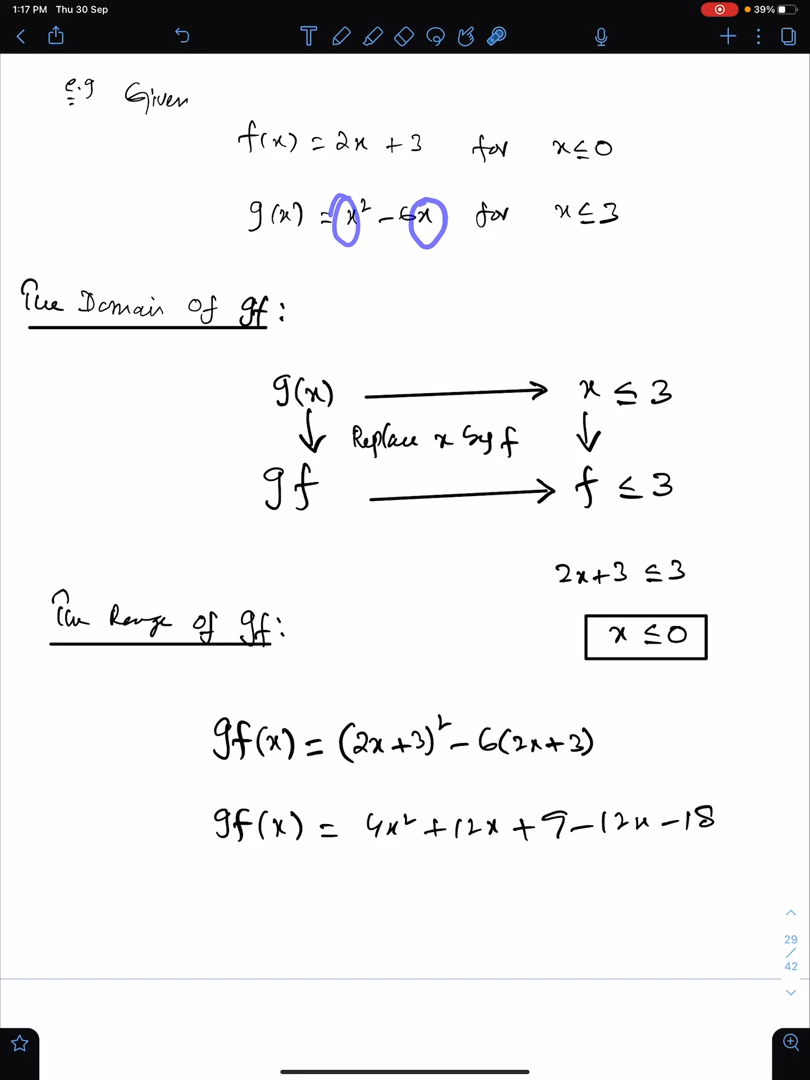 1:17 PM Thu 30 Sep
39%
e.g Given
f(x) = 2x + 3 for x ≤ 0
g(x) = x² - 6x for x ≤ 3
The Domain of gf:
g(x) → x ≤ 3
↓ Replace x by f ↓
gf → f ≤ 3
2x+3 ≤ 3
The Range of gf:
x ≤ 0
gf(x) = (2x+3)² - 6(2x+3)
gf(x) = 4x² + 12x + 9 - 12x - 18
29
/
42